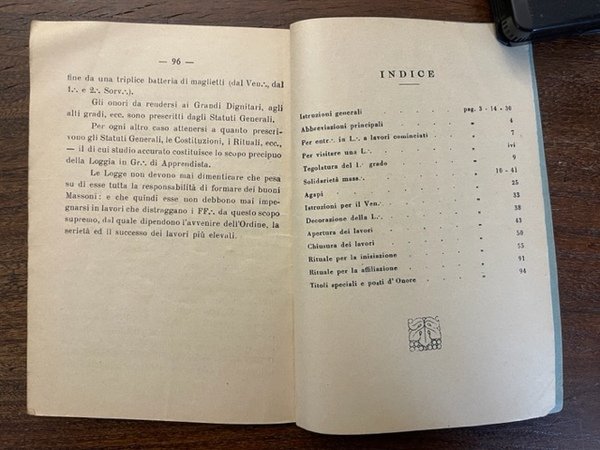 — 96 —
fine da una triplice batteria di maglietti (dal Ven∴, dal
1∴ e 2∴ Sorv∴).
Gli onori da rendersi ai Grandi Dignitari, agli
alti gradi, ecc. sono prescritti dagli Statuti Generali.
Per ogni altro caso attenersi a quanto prescri-
vono gli Statuti Generali, le Costituzioni, i Rituali, ecc.,
— il di cui studio accurato costituisce lo scopo precipuo
della Loggia in Gr∴ di Apprendista.
Le Logge non devono mai dimenticare che pesa
su di esse tutta la responsabilità di formare dei buoni
Massoni: e che quindi esse non debbono mai impe-
gnarsi in lavori che distraggano i FF∴ da questo scopo
supremo, dal quale dipendono l'avvenire dell'Ordine, la
serietà ed il successo dei lavori più elevati.
INDICE
Istruzioni generali . . . . pag. 3 - 14 - 36
Abbreviazioni principali . . . . » 4
Per entr∴ in L∴ a lavori cominciati . . . » 7
Per visitare una L∴ . . . . » ivi
Tegolatura del 1∴ grado . . . . » 9
Solidarietà mass∴ . . . . » 10 - 41
Agapi . . . . » 25
Istruzioni per il Ven∴ . . . . » 33
Decorazione della L∴ . . . . » 38
Apertura dei lavori . . . . » 43
Chiusura dei lavori . . . . » 50
Rituale per la iniziazione . . . . » 55
Rituale per la affiliazione . . . . » 91
Titoli speciali e posti d'Onore . . . . » 94